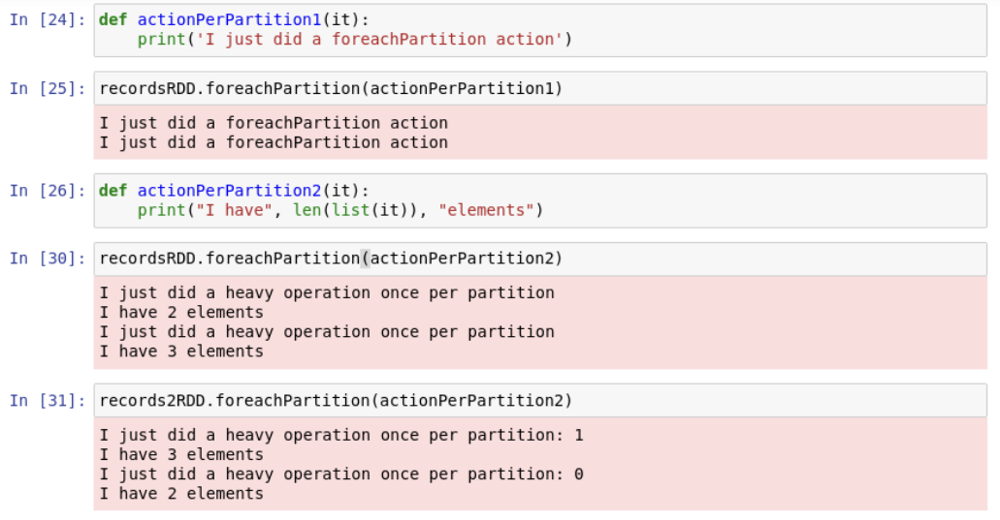 In [24]: def actionPerPartition1(it):
    print('I just did a foreachPartition action')
In [25]: recordsRDD.foreachPartition(actionPerPartition1)
I just did a foreachPartition action
I just did a foreachPartition action
In [26]: def actionPerPartition2(it):
    print("I have", len(list(it)), "elements")
In [30]: recordsRDD.foreachPartition(actionPerPartition2)
I just did a heavy operation once per partition
I have 2 elements
I just did a heavy operation once per partition
I have 3 elements
In [31]: records2RDD.foreachPartition(actionPerPartition2)
I just did a heavy operation once per partition: 1
I have 3 elements
I just did a heavy operation once per partition: 0
I have 2 elements